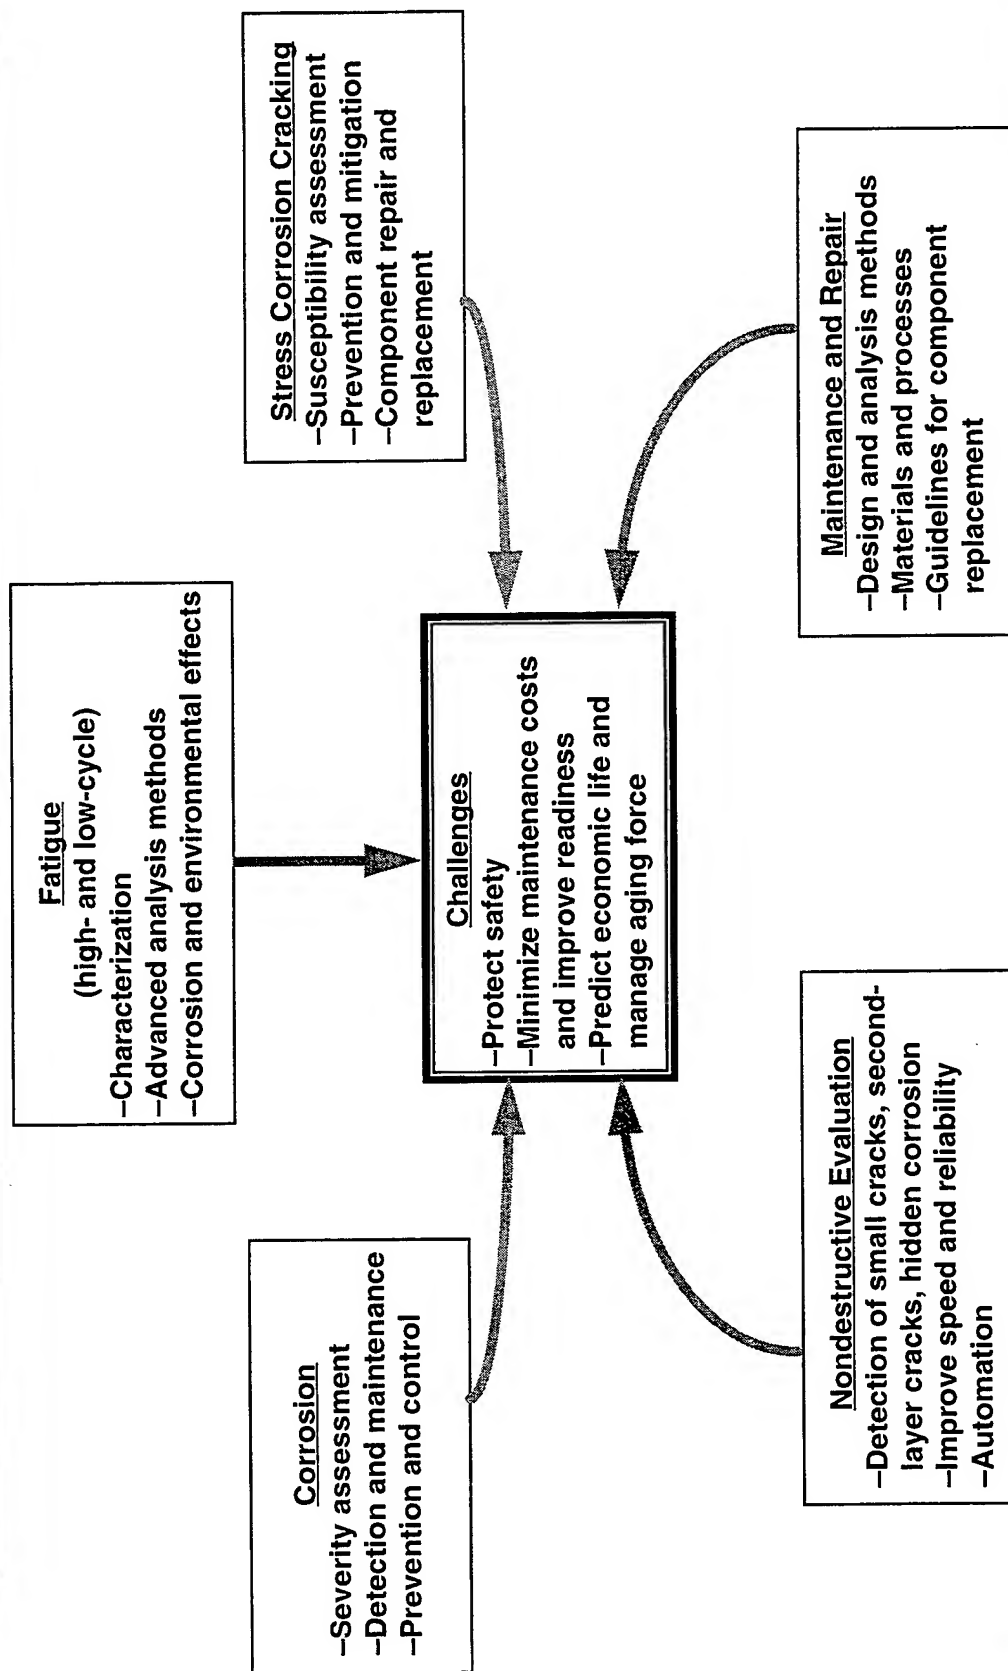 Fatigue
(high- and low-cycle)
–Characterization
–Advanced analysis methods
–Corrosion and environmental effects
Corrosion
–Severity assessment
–Detection and maintenance
–Prevention and control
Stress Corrosion Cracking
–Susceptibility assessment
–Prevention and mitigation
–Component repair and
replacement
Challenges
–Protect safety
–Minimize maintenance costs
and improve readiness
–Predict economic life and
manage aging force
Nondestructive Evaluation
–Detection of small cracks, second-
layer cracks, hidden corrosion
–Improve speed and reliability
–Automation
Maintenance and Repair
–Design and analysis methods
–Materials and processes
–Guidelines for component
replacement